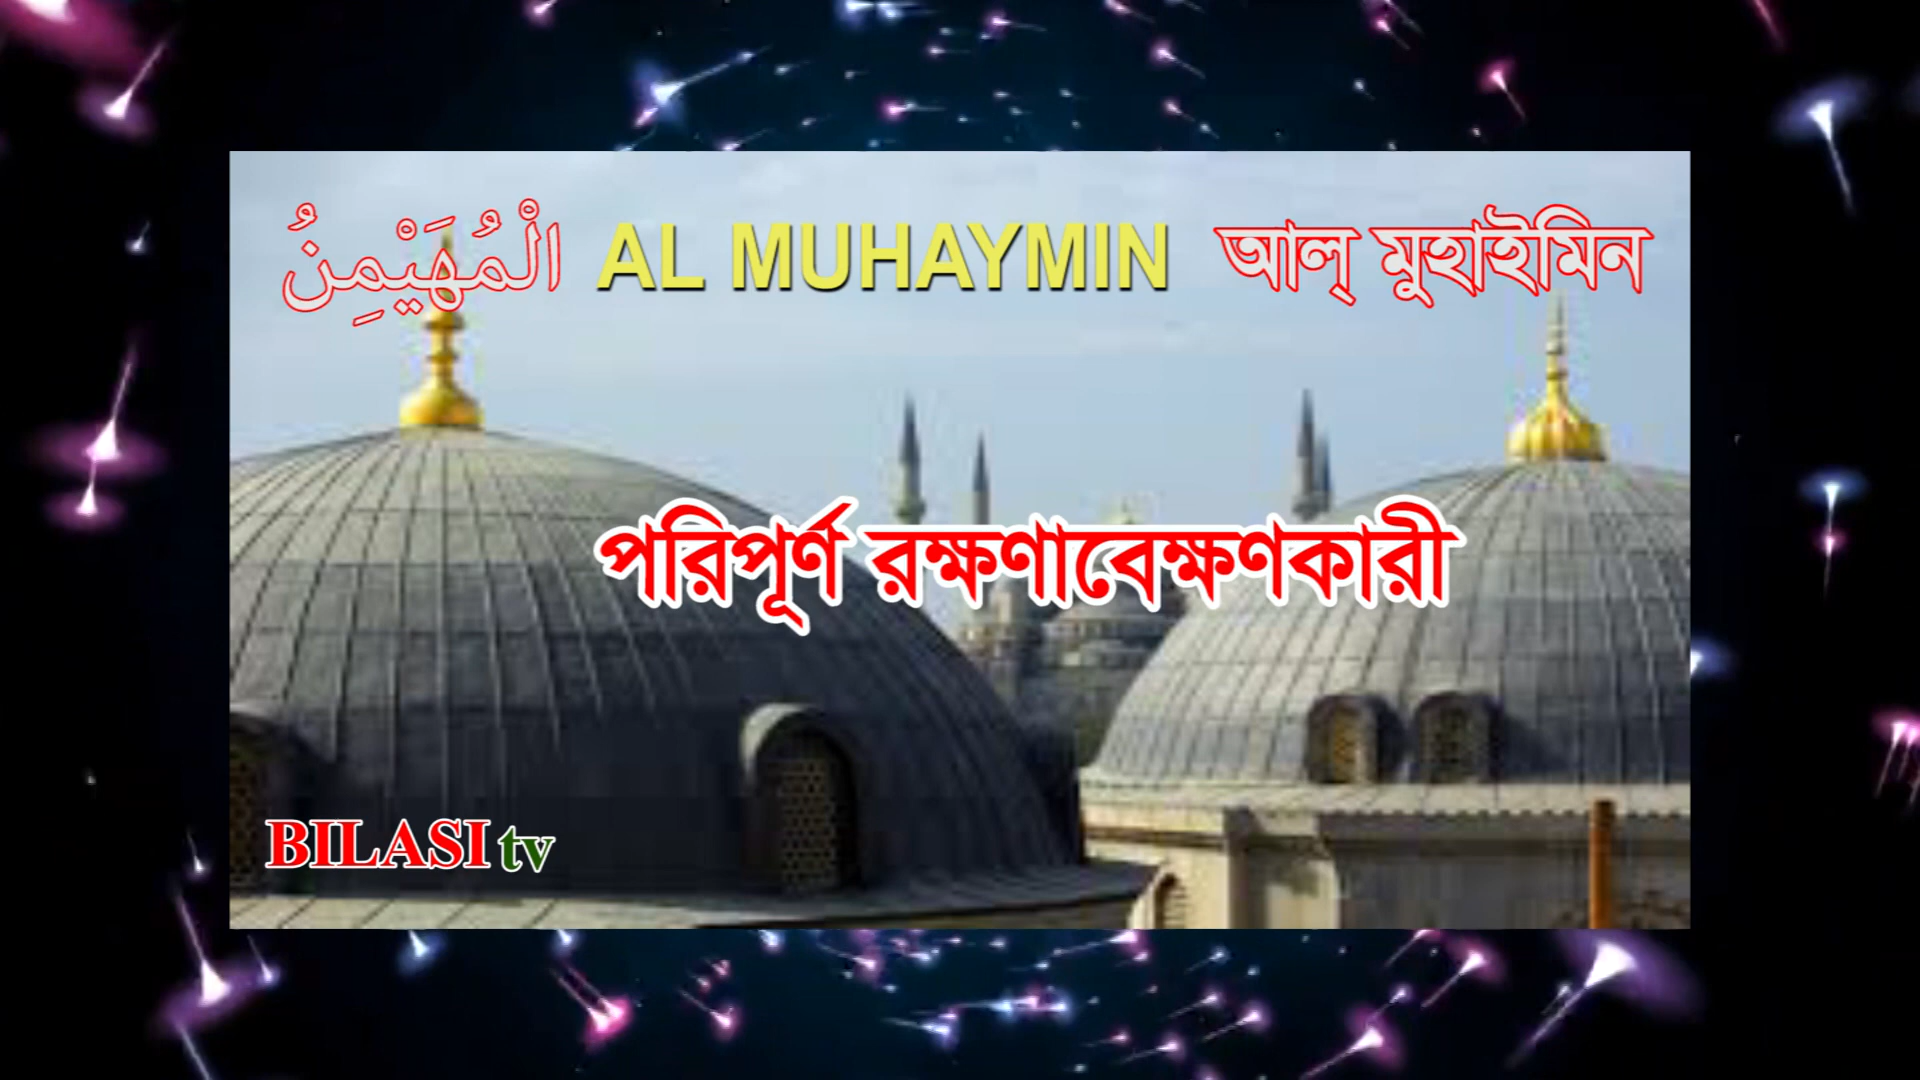 الْمُهَيْمِنُ AL MUHAYMIN আল্ মুহাইমিন
পরিপূর্ণ রক্ষণাবেক্ষণকারী
BILASI tv